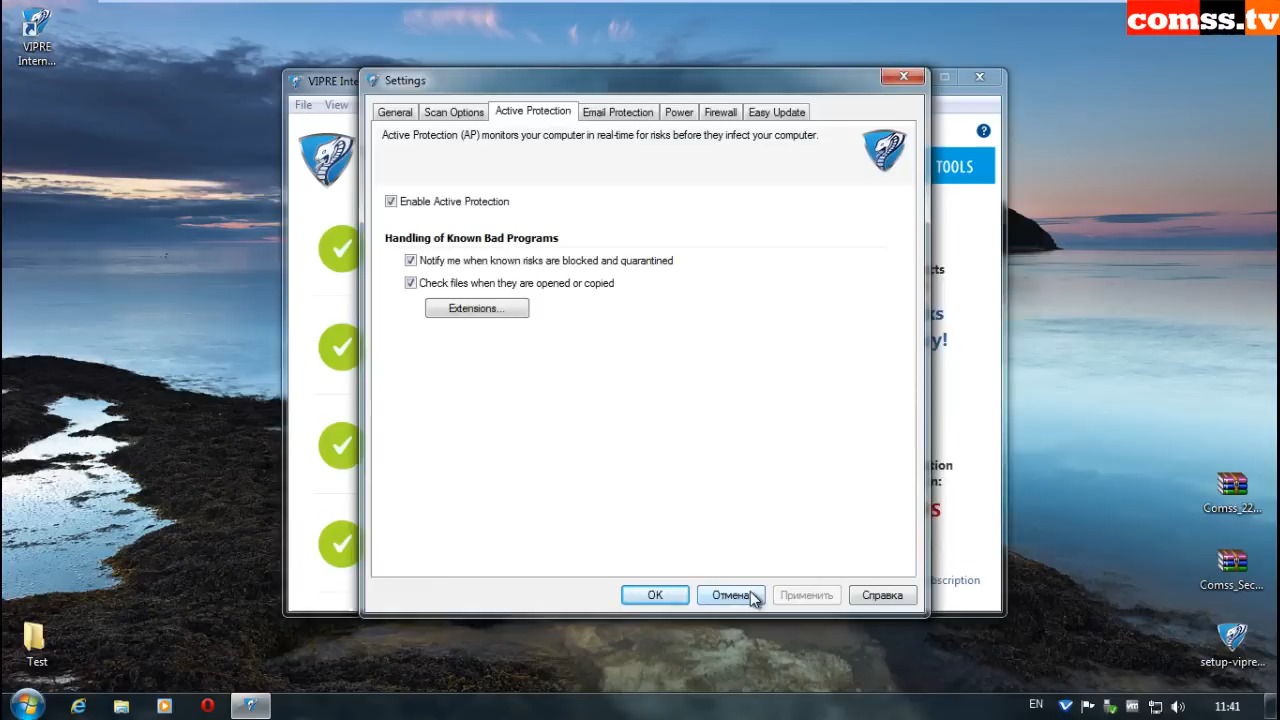 comss.tv
VIPRE
Intern...
VIPRE Inte
Settings
File View
General Scan Options Active Protection Email Protection Power Firewall Easy Update
Active Protection (AP) monitors your computer in real-time for risks before they infect your computer.
TOOLS
Enable Active Protection
Handling of Known Bad Programs
Notify me when known risks are blocked and quarantined
Check files when they are opened or copied
Extensions...
cts
ks
y!
ction
n:
S
bscription
OK Отмена Применить Справка
Comss_22...
Comss_Sec...
setup-vipre...
Test
EN
11:41